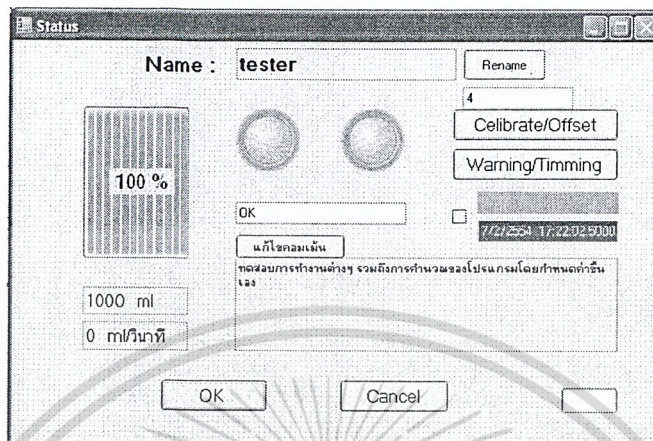 Status
Name : tester Rename
4
Celibrate/Offset
Warning/Timming
100 %
OK
7/2/2554 17:22:02.5000
แก้ไขคอมเม้น
ทดสอบการทำงานต่างๆ รวมถึงการคำนวณของโปรแกรมโดยกำหนดค่าขึ้น
เอง
1000 ml
0 ml/วินาที
OK Cancel